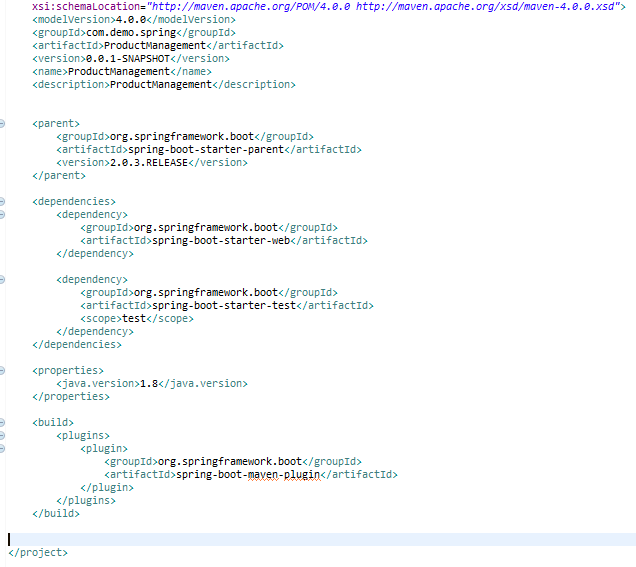 xsi:schemaLocation="http://maven.apache.org/POM/4.0.0 http://maven.apache.org/xsd/maven-4.0.0.xsd">
<modelVersion>4.0.0</modelVersion>
<groupId>com.demo.spring</groupId>
<artifactId>ProductManagement</artifactId>
<version>0.0.1-SNAPSHOT</version>
<name>ProductManagement</name>
<description>ProductManagement</description>
<parent>
<groupId>org.springframework.boot</groupId>
<artifactId>spring-boot-starter-parent</artifactId>
<version>2.0.3.RELEASE</version>
</parent>
<dependencies>
<dependency>
<groupId>org.springframework.boot</groupId>
<artifactId>spring-boot-starter-web</artifactId>
</dependency>
<dependency>
<groupId>org.springframework.boot</groupId>
<artifactId>spring-boot-starter-test</artifactId>
<scope>test</scope>
</dependency>
</dependencies>
<properties>
<java.version>1.8</java.version>
</properties>
<build>
<plugins>
<plugin>
<groupId>org.springframework.boot</groupId>
<artifactId>spring-boot-maven-plugin</artifactId>
</plugin>
</plugins>
</build>
</project>